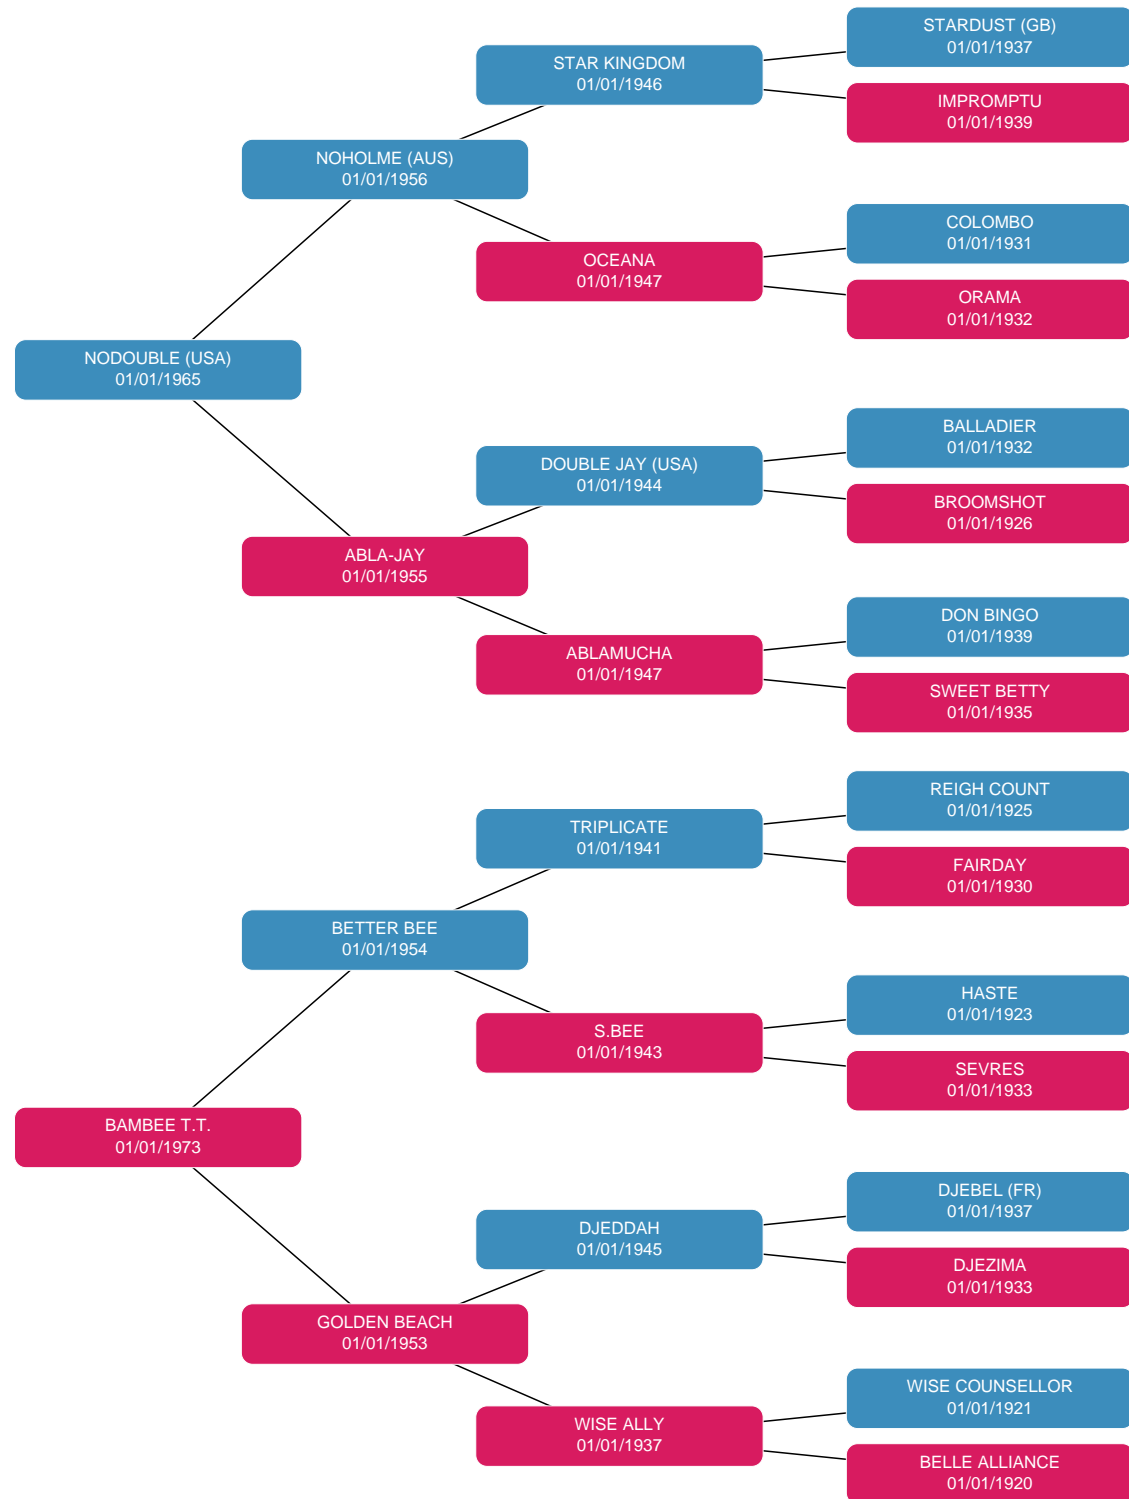 STARDUST (GB)
01/01/1937
STAR KINGDOM
01/01/1946
IMPROMPTU
01/01/1939
NOHOLME (AUS)
01/01/1956
COLOMBO
01/01/1931
OCEANA
01/01/1947
ORAMA
01/01/1932
NODOUBLE (USA)
01/01/1965
BALLADIER
01/01/1932
DOUBLE JAY (USA)
01/01/1944
BROOMSHOT
01/01/1926
ABLA-JAY
01/01/1955
DON BINGO
01/01/1939
ABLAMUCHA
01/01/1947
SWEET BETTY
01/01/1935
REIGH COUNT
01/01/1925
TRIPLICATE
01/01/1941
FAIRDAY
01/01/1930
BETTER BEE
01/01/1954
HASTE
01/01/1923
S.BEE
01/01/1943
SEVRES
01/01/1933
BAMBEE T.T.
01/01/1973
DJEBEL (FR)
01/01/1937
DJEDDAH
01/01/1945
DJEZIMA
01/01/1933
GOLDEN BEACH
01/01/1953
WISE COUNSELLOR
01/01/1921
WISE ALLY
01/01/1937
BELLE ALLIANCE
01/01/1920